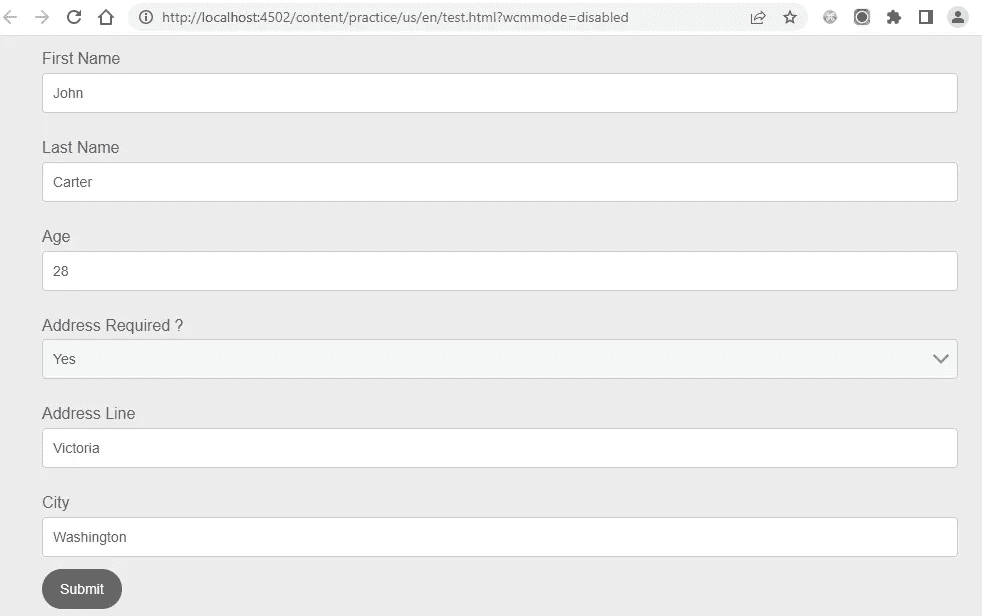 http://localhost:4502/content/practice/us/en/test.html?wcmmode=disabled
First Name
John
Last Name
Carter
Age
28
Address Required ?
Yes
Address Line
Victoria
City
Washington
Submit